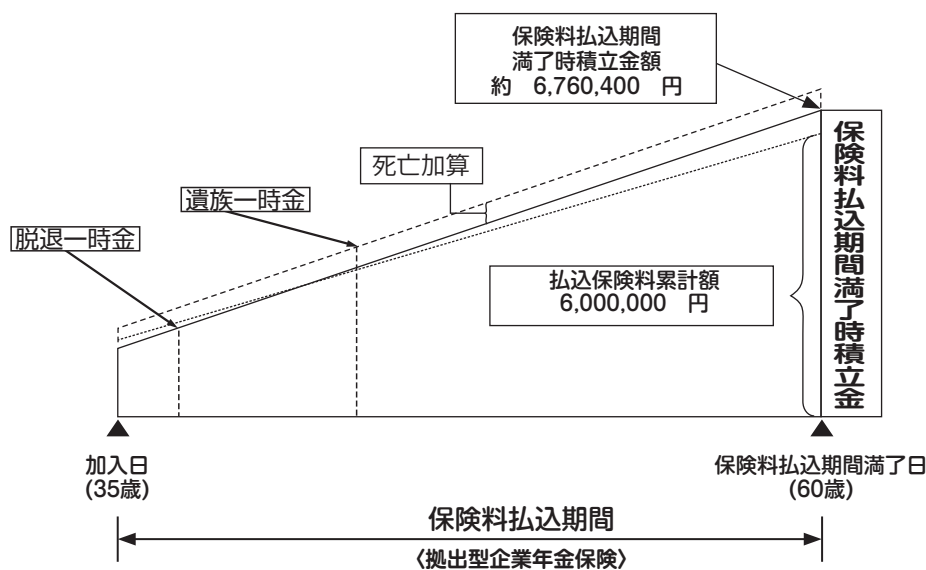 保険料払込期間
満了時積立金額
約 6,760,400 円
死亡加算
遺族一時金
脱退一時金
払込保険料累計額
6,000,000 円
保険料払込期間満了時積立金
加入日
(35歳)
保険料払込期間満了日
(60歳)
保険料払込期間
〈拠出型企業年金保険〉